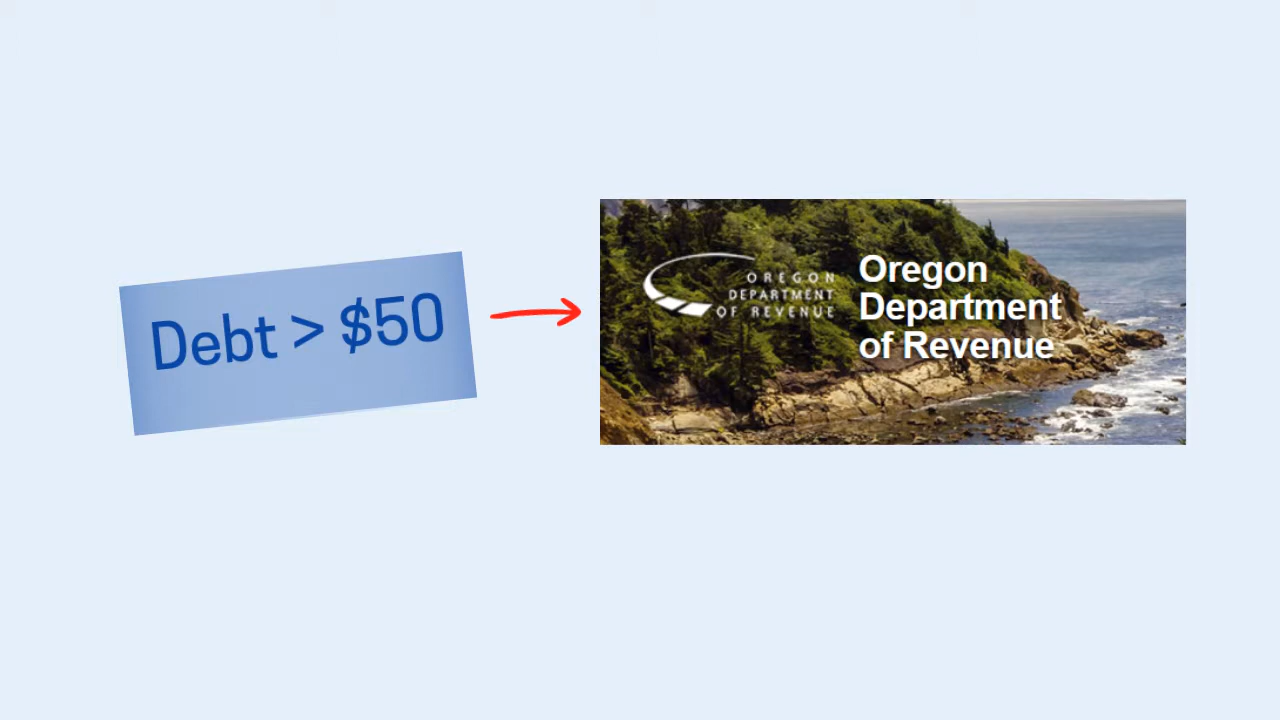 Debt > $50
OREGON
DEPARTMENT
OF REVENUE
Oregon
Department
of Revenue